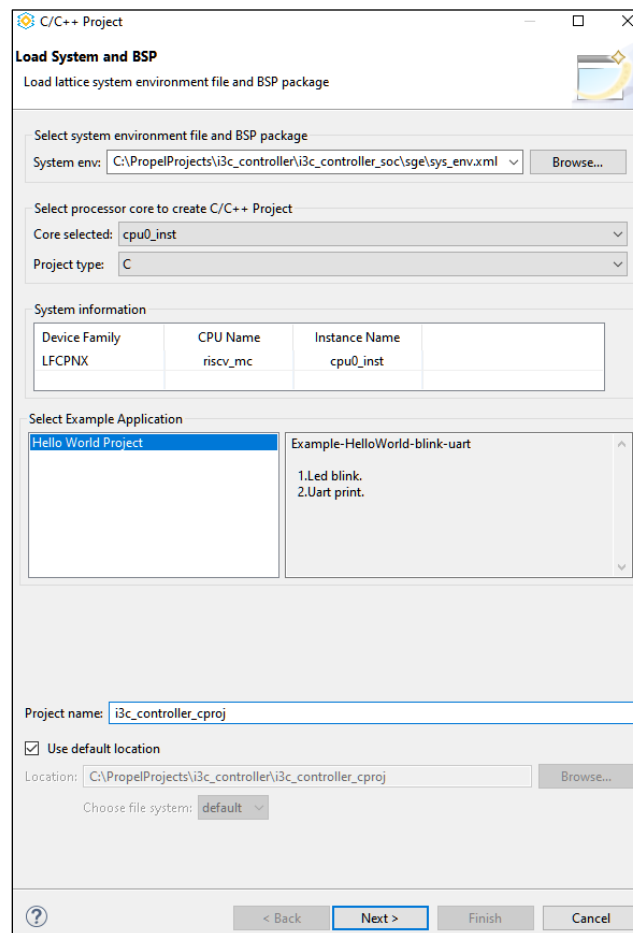 C/C++ Project
Load System and BSP
Load lattice system environment file and BSP package
Select system environment file and BSP package
System env: C:\PropelProjects\i3c_controller\i3c_controller_soc\sge\sys_env.xml Browse...
Select processor core to create C/C++ Project
Core selected: cpu0_inst
Project type: C
System information
Device Family CPU Name Instance Name
LFCPNX riscv_mc cpu0_inst
Select Example Application
Hello World Project Example-HelloWorld-blink-uart
1.Led blink.
2.Uart print.
Project name: i3c_controller_cproj
Use default location
Location: C:\PropelProjects\i3c_controller\i3c_controller_cproj Browse...
Choose file system: default
? < Back Next > Finish Cancel